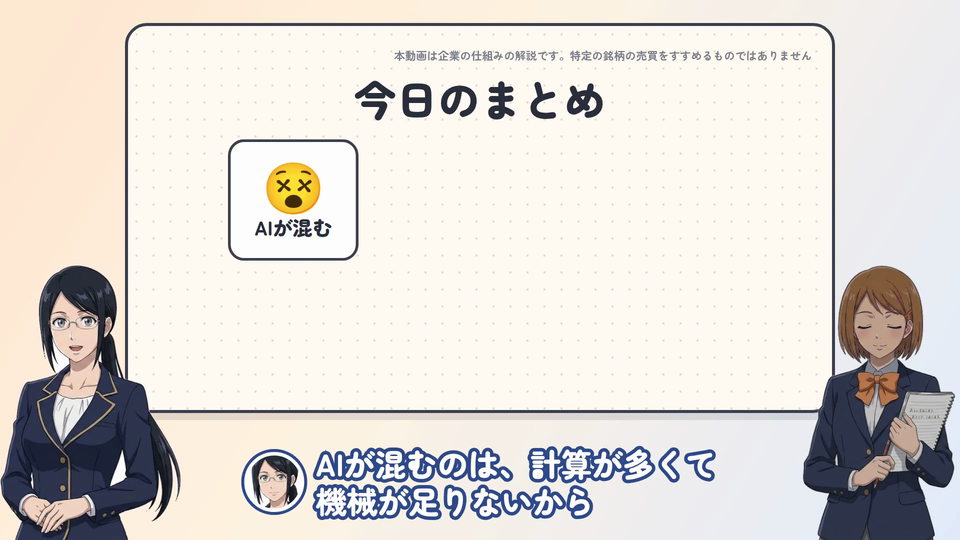 本動画は企業の仕組みの解説です。特定の銘柄の売買をすすめるものではありません
今日のまとめ
AIが混む
AIが混むのは、計算が多くて
機械が足りないから